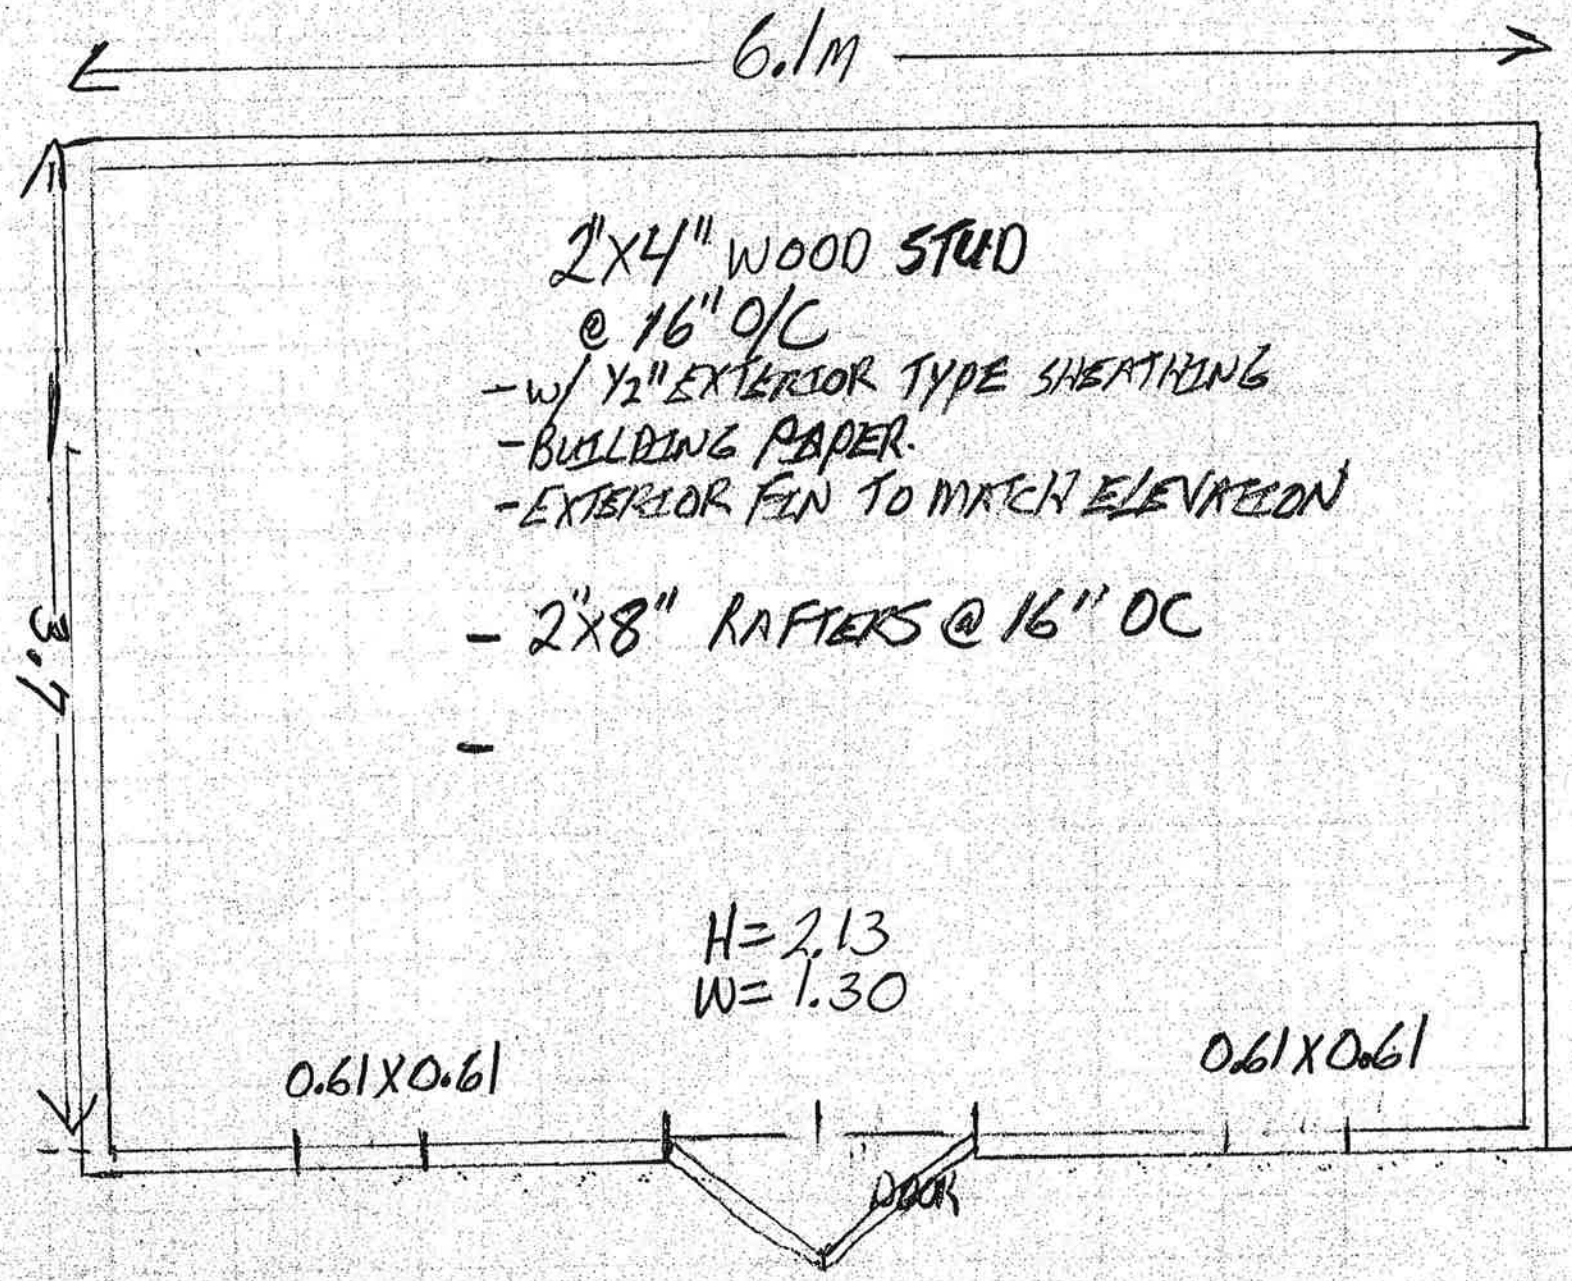 6.1M
2"X4" WOOD STUD
@ 16" O/C
-W/ 1/2" EXTERIOR TYPE SHEATHING
-BUILDING PAPER.
-EXTERIOR FIN TO MATCH ELEVATION
- 2"X8" RAFTERS @ 16" OC
-
3.7
H= 2.13
W= 1.30
0.61X0.61
0.61X0.61
DOOR